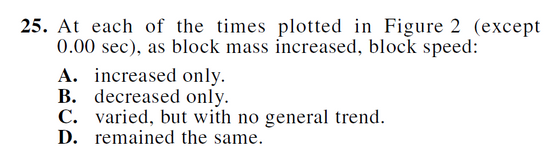 25. At each of the times plotted in Figure 2 (except
0.00 sec), as block mass increased, block speed:
A. increased only.
B. decreased only.
C. varied, but with no general trend.
D. remained the same.